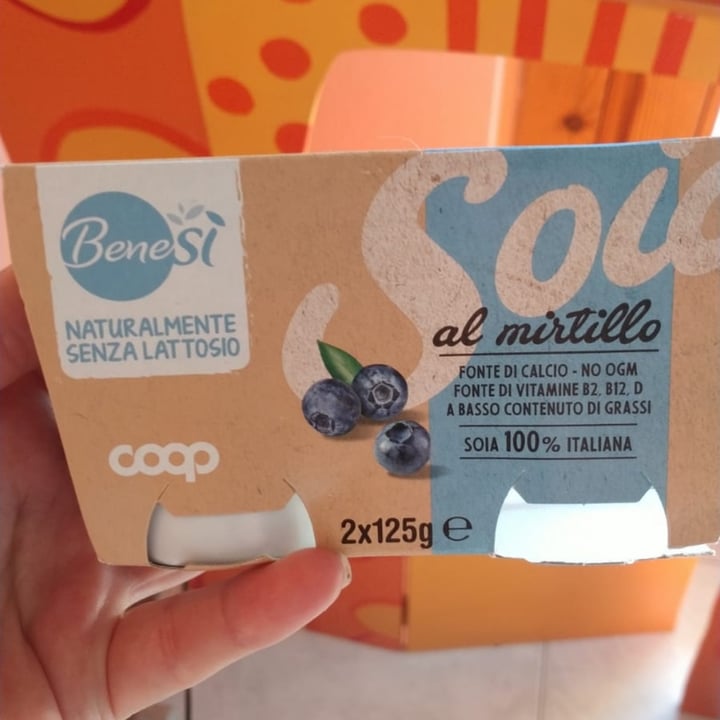 BeneSì
NATURALMENTE
SENZA LATTOSIO
coop
Soia
al mirtillo
FONTE DI CALCIO - NO OGM
FONTE DI VITAMINE B2, B12, D
A BASSO CONTENUTO DI GRASSI
SOIA 100% ITALIANA
2x125g ℮